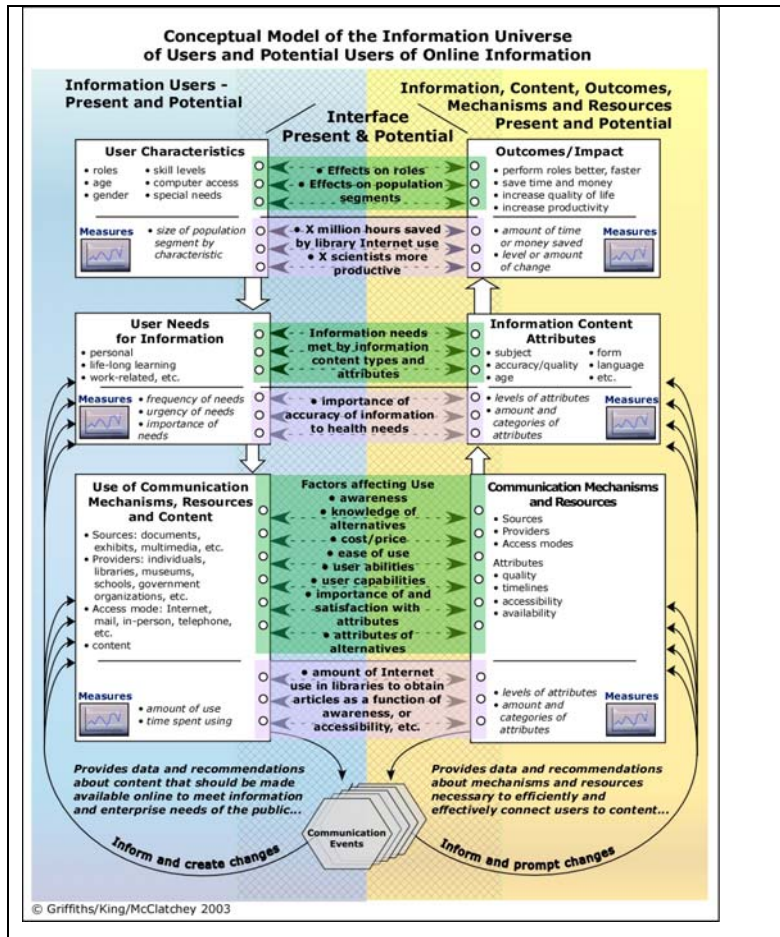 Conceptual Model of the Information Universe
of Users and Potential Users of Online Information
Information Users -
Present and Potential
Information, Content, Outcomes,
Mechanisms and Resources
Present and Potential
Interface
Present & Potential
User Characteristics
• roles
• age
• gender
• skill levels
• computer access
• special needs
Measures
• size of population
segment by
characteristic
• Effects on roles
• Effects on population
segments
• X million hours saved
by library Internet use
• X scientists more
productive
Outcomes/Impact
• perform roles better, faster
• save time and money
• increase quality of life
• increase productivity
• amount of time
or money saved
• level or amount
of change
Measures
User Needs
for Information
• personal
• life-long learning
• work-related, etc.
Measures
• frequency of needs
• urgency of needs
• importance of
needs
Information needs
met by information
content types and
attributes
• importance of
accuracy of information
to health needs
Information Content
Attributes
• subject
• accuracy/quality
• age
• form
• language
• etc.
• levels of attributes
• amount and
categories of
attributes
Measures
Use of Communication
Mechanisms, Resources
and Content
• Sources: documents,
exhibits, multimedia, etc.
• Providers: individuals,
libraries, museums,
schools, government
organizations, etc.
• Access mode: Internet,
mail, in-person, telephone,
etc.
• content
Measures
• amount of use
• time spent using
Factors affecting Use
• awareness
• knowledge of
alternatives
• cost/price
• ease of use
• user abilities
• user capabilities
• importance of and
satisfaction with
attributes
• attributes of
alternatives
• amount of Internet
use in libraries to obtain
articles as a function of
awareness, or
accessibility, etc.
Communication Mechanisms
and Resources
• Sources
• Providers
• Access modes
Attributes
• quality
• timelines
• accessibility
• availability
• levels of attributes
• amount and
categories of
attributes
Measures
Provides data and recommendations
about content that should be made
available online to meet information
and enterprise needs of the public...
Provides data and recommendations
about mechanisms and resources
necessary to efficiently and
effectively connect users to content...
Communication
Events
Inform and create changes
Inform and prompt changes
© Griffiths/King/McClatchey 2003